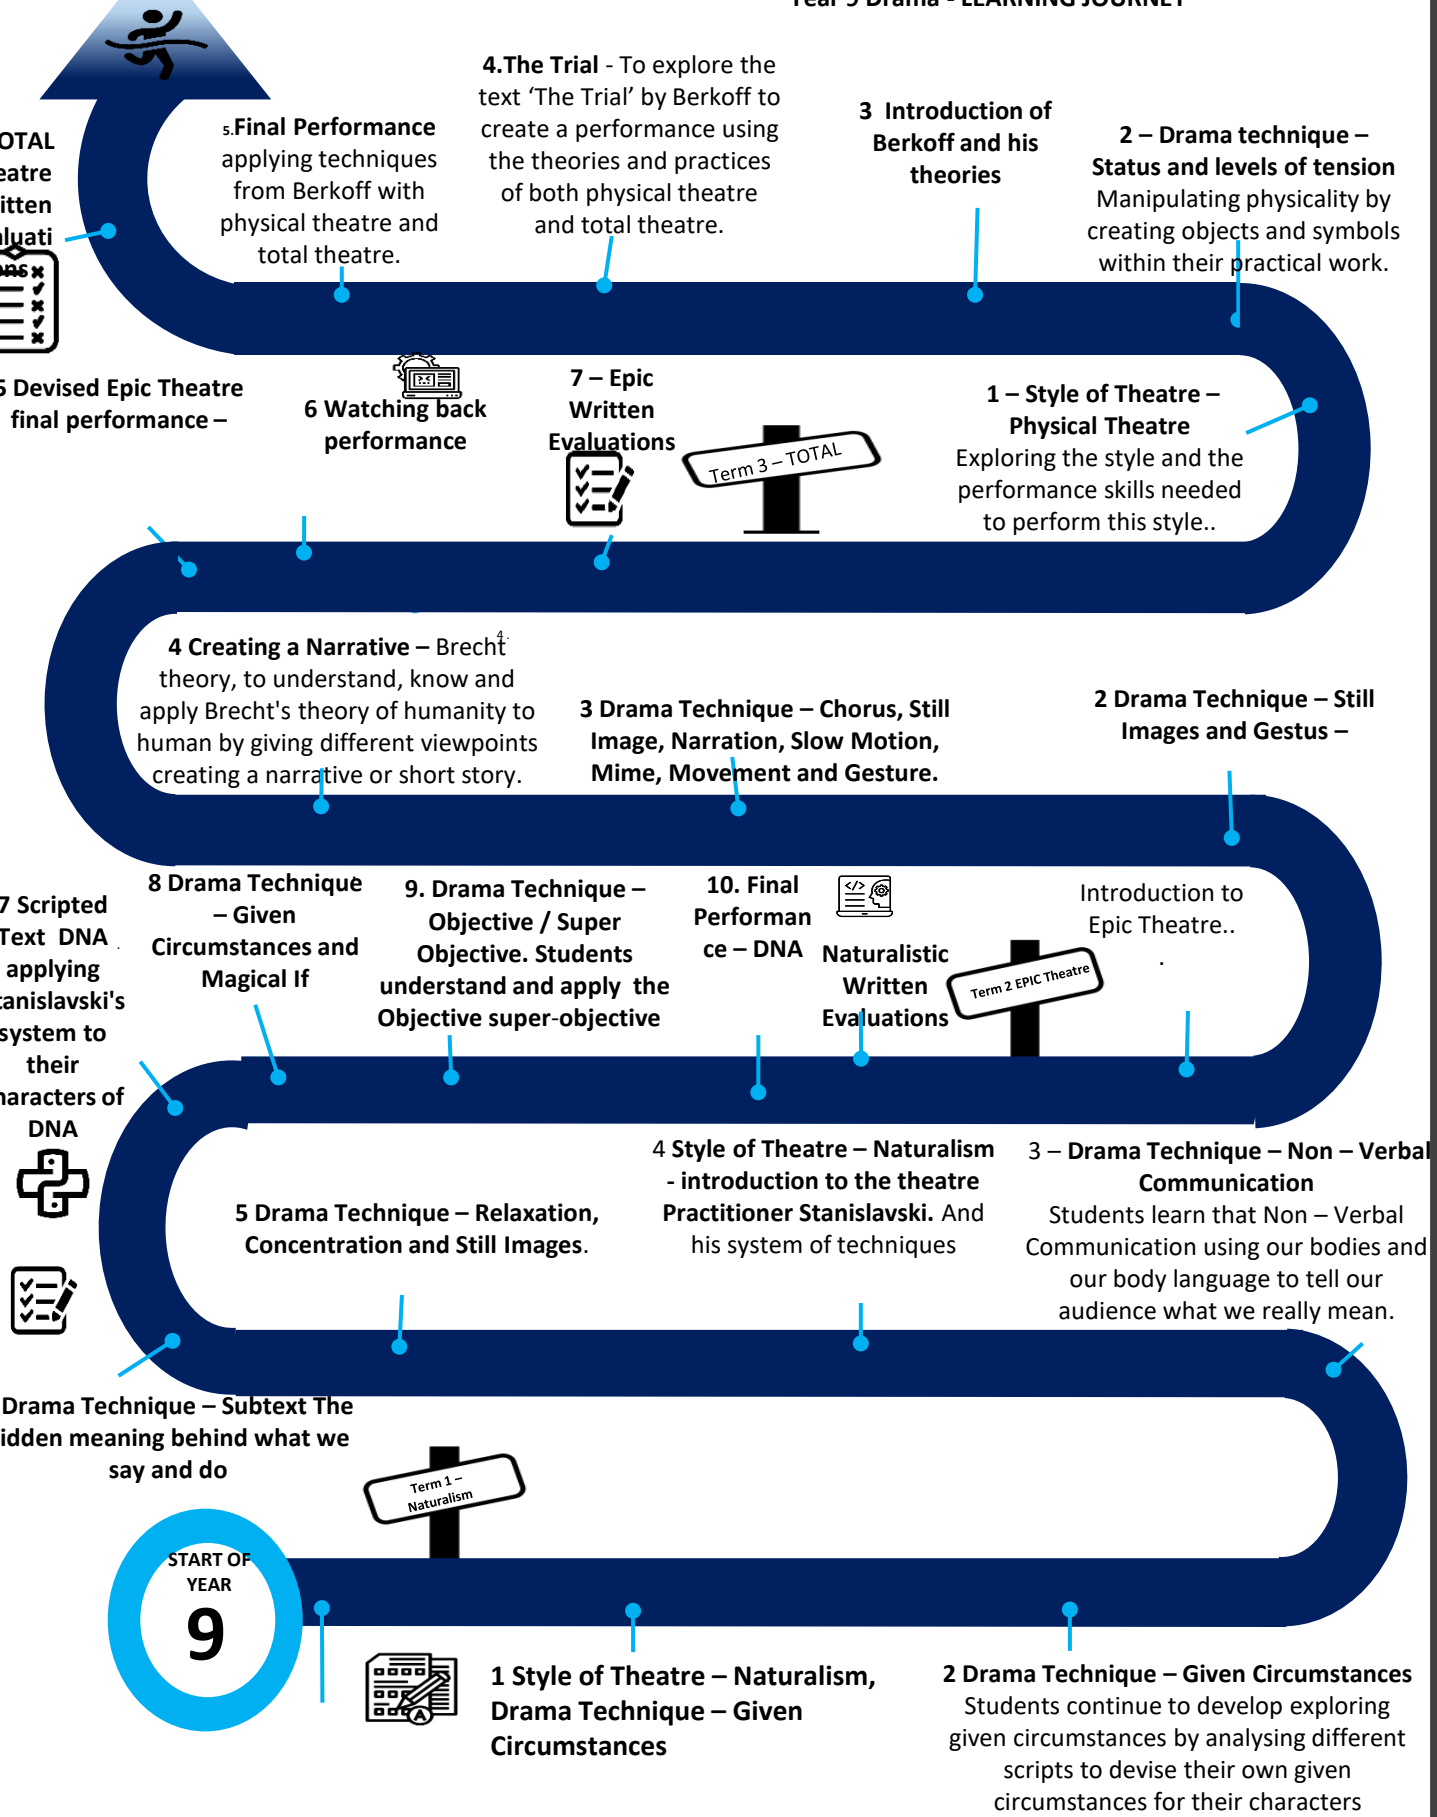 Year 9 Drama - LEARNING JOURNEY
4.The Trial - To explore the
text ‘The Trial’ by Berkoff to
create a performance using
the theories and practices
of both physical theatre
and total theatre.
3 Introduction of
Berkoff and his
theories
2 – Drama technique –
Status and levels of tension
Manipulating physicality by
creating objects and symbols
within their practical work.
5.Final Performance
applying techniques
from Berkoff with
physical theatre and
total theatre.
OTAL
eatre
itten
aluati
ons
5 Devised Epic Theatre
final performance –
6 Watching back
performance
7 – Epic
Written
Evaluations
Term 3 – TOTAL
1 – Style of Theatre –
Physical Theatre
Exploring the style and the
performance skills needed
to perform this style..
4 Creating a Narrative – Brecht
4.
theory, to understand, know and
apply Brecht's theory of humanity to
human by giving different viewpoints
creating a narrative or short story.
3 Drama Technique – Chorus, Still
Image, Narration, Slow Motion,
Mime, Movement and Gesture.
2 Drama Technique – Still
Images and Gestus –
7 Scripted
Text DNA .
applying
tanislavski's
system to
their
haracters of
DNA
8 Drama Technique
– Given
Circumstances and
Magical If
9. Drama Technique –
Objective / Super
Objective. Students
understand and apply the
Objective super-objective
10. Final
Performan
ce – DNA
Naturalistic
Written
Evaluations
Term 2 EPIC Theatre
Introduction to
Epic Theatre..
.
5 Drama Technique – Relaxation,
Concentration and Still Images.
4 Style of Theatre – Naturalism
- introduction to the theatre
Practitioner Stanislavski. And
his system of techniques
3 – Drama Technique – Non – Verbal
Communication
Students learn that Non – Verbal
Communication using our bodies and
our body language to tell our
audience what we really mean.
Drama Technique – Subtext The
idden meaning behind what we
say and do
Term 1 –
Naturalism
START OF
YEAR
9
A
1 Style of Theatre – Naturalism,
Drama Technique – Given
Circumstances
2 Drama Technique – Given Circumstances
Students continue to develop exploring
given circumstances by analysing different
scripts to devise their own given
circumstances for their characters